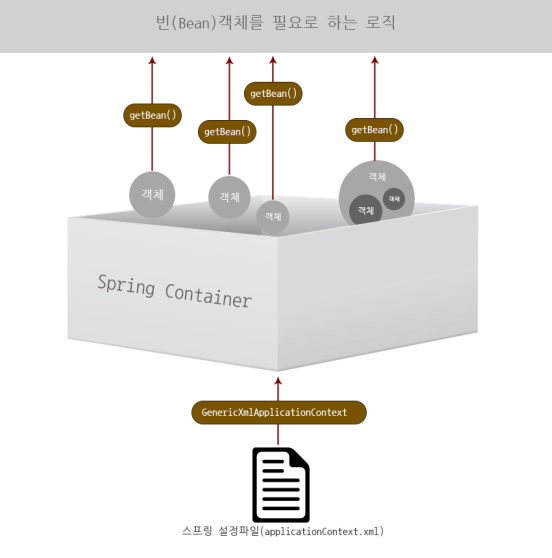 빈(Bean)객체를 필요로 하는 로직
getBean()
getBean()
getBean()
getBean()
객체
객체
객체
객체
객체
객체
Spring Container
GenericXmlApplicationContext
스프링 설정파일(applicationContext.xml)